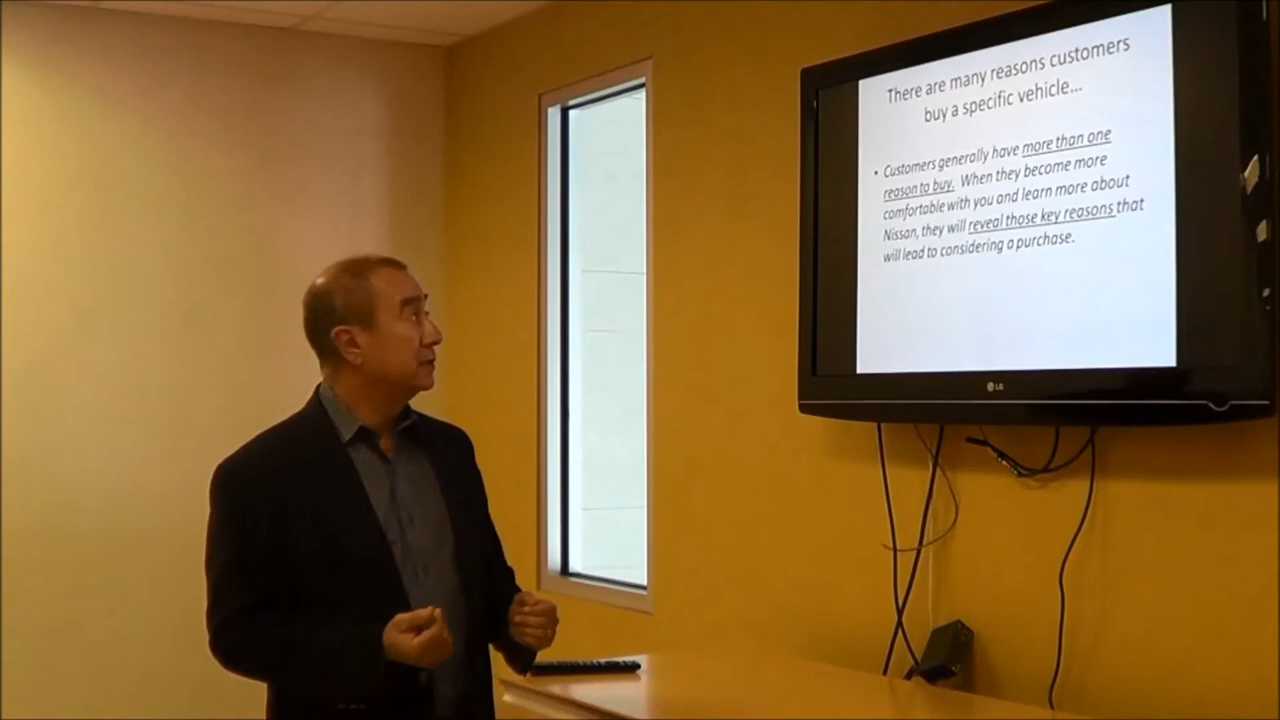 There are many reasons customers
buy a specific vehicle...
• Customers generally have more than one
reason to buy. When they become more
comfortable with you and learn more about
Nissan, they will reveal those key reasons that
will lead to considering a purchase.
LG